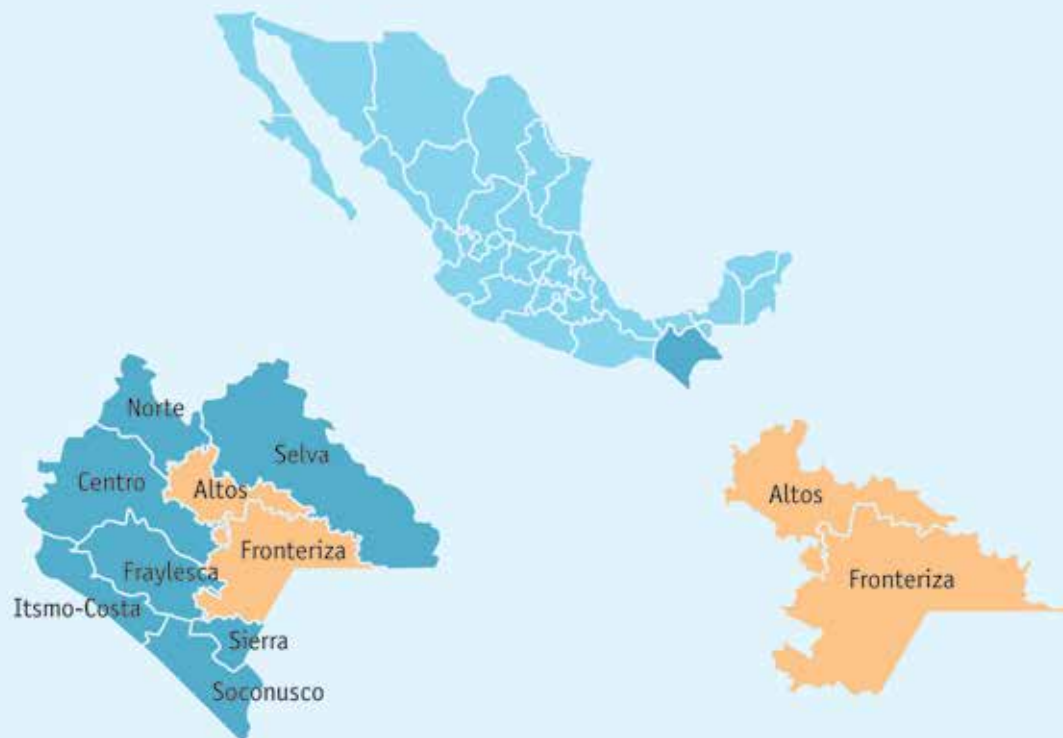 Norte
Selva
Centro
Altos
Fronteriza
Fraylesca
Itsmo-Costa
Sierra
Soconusco
Altos
Fronteriza